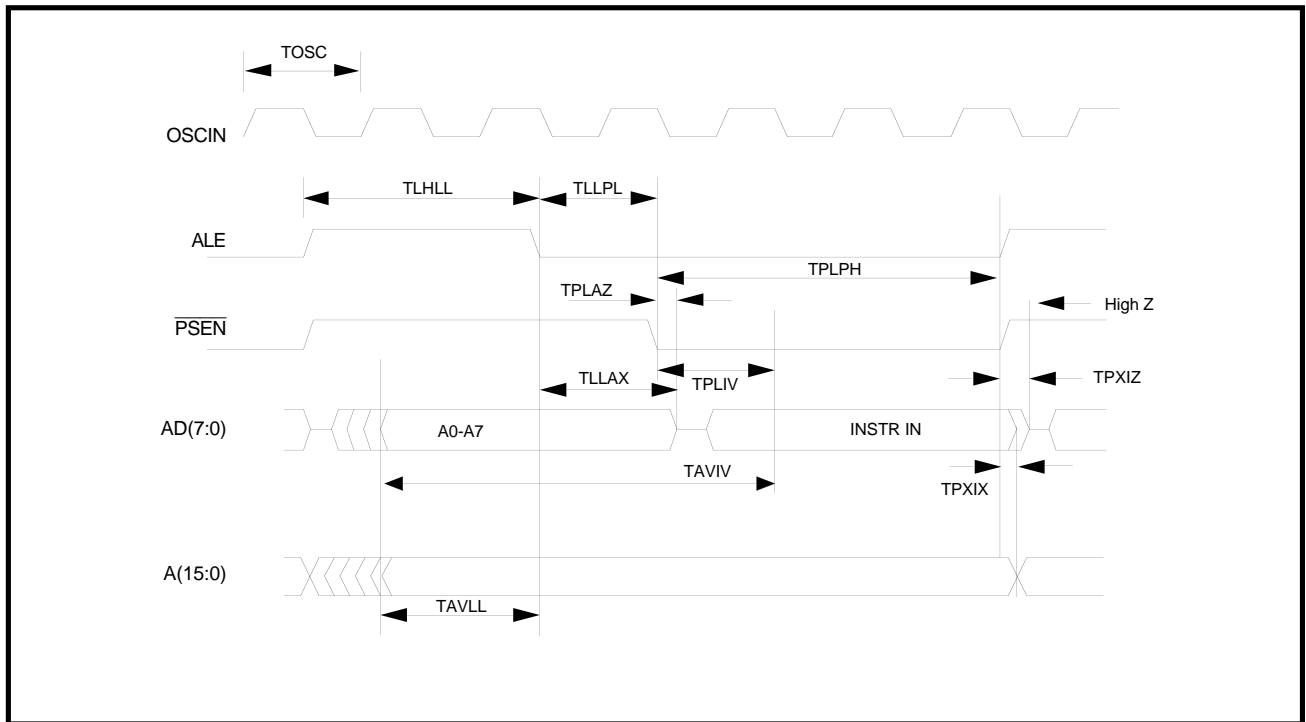 TOSC
OSCIN
TLHLL
TLLPL
ALE
TPLPH
TPLAZ
High Z
PSEN
TLLAX
TPLIV
TPXIZ
AD(7:0)
A0-A7
INSTR IN
TAVIV
TPXIX
A(15:0)
TAVLL